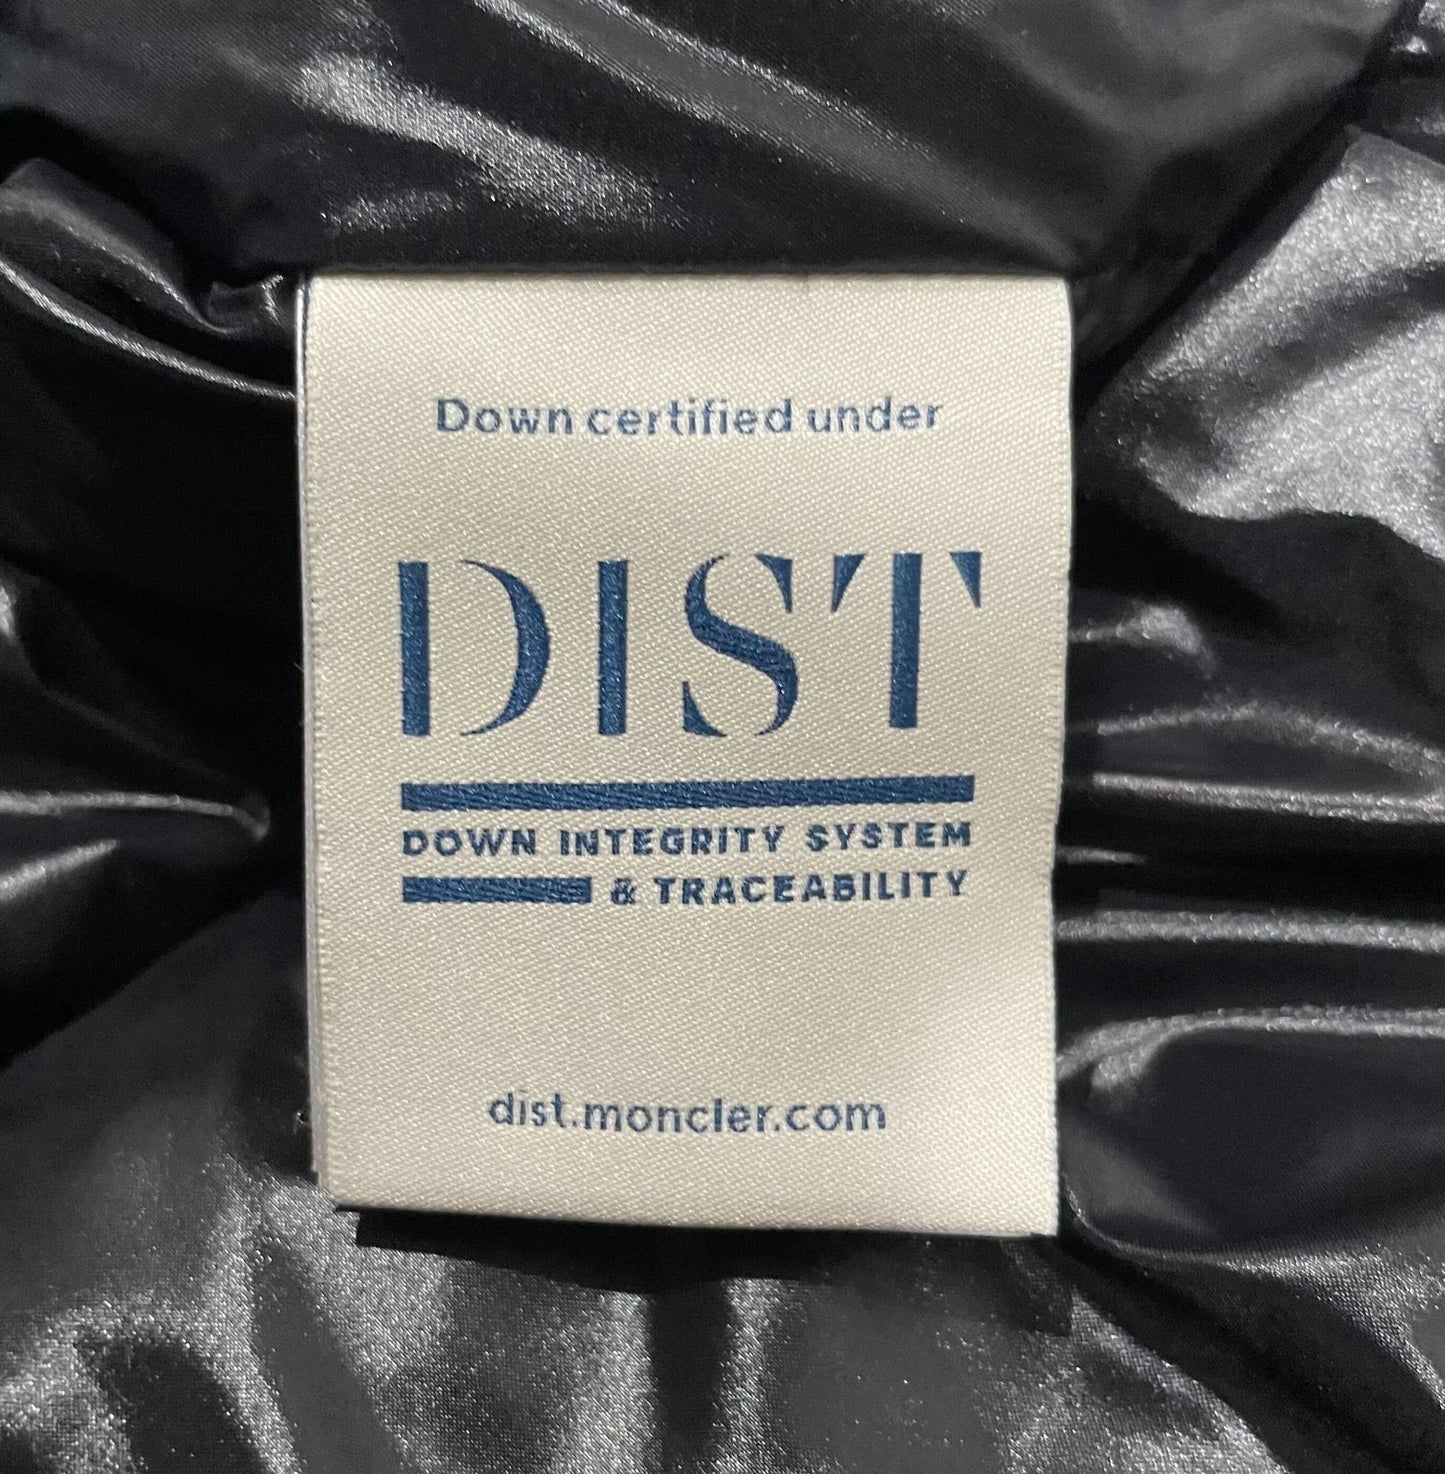 Down certified under
DIST
DOWN INTEGRITY SYSTEM
& TRACEABILITY
dist.moncler.com